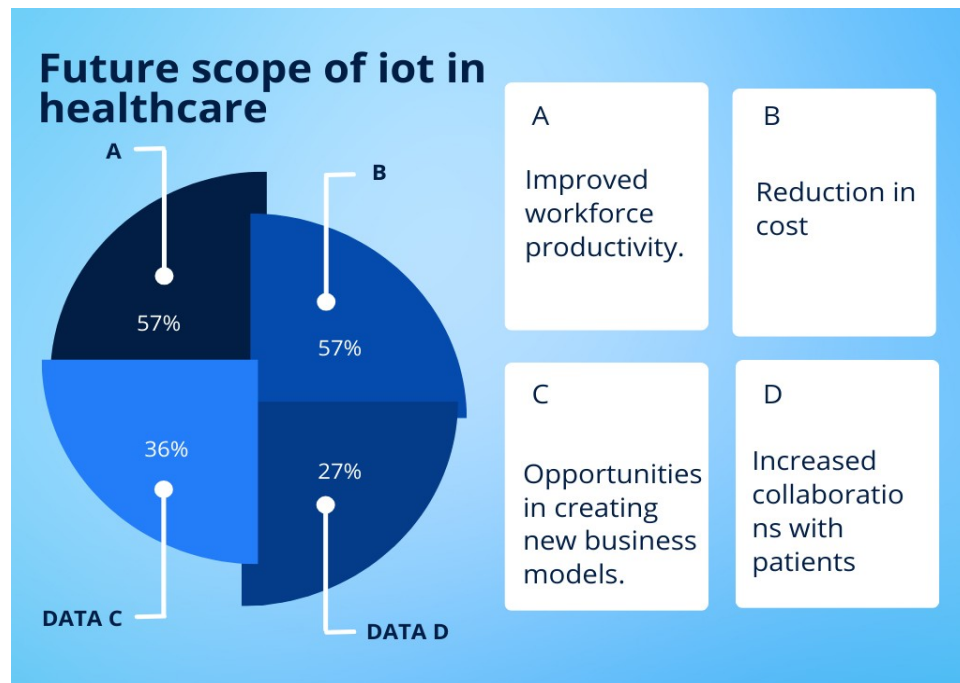 Future scope of iot in
healthcare
A
B
57%
57%
36%
27%
DATA C
DATA D
A
Improved
workforce
productivity.
B
Reduction in
cost
C
Opportunities
in creating
new business
models.
D
Increased
collaboratio
ns with
patients